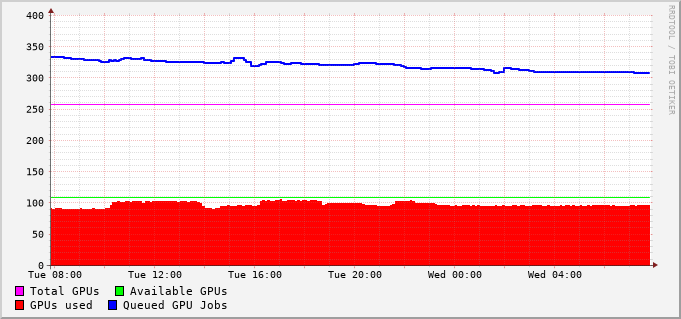 400
350
300
250
200
150
100
50
0
Tue 08:00 Tue 12:00 Tue 16:00 Tue 20:00 Wed 00:00 Wed 04:00
Total GPUs Available GPUs
GPUs used Queued GPU Jobs
RRDTOOL / TOBI OETIKER